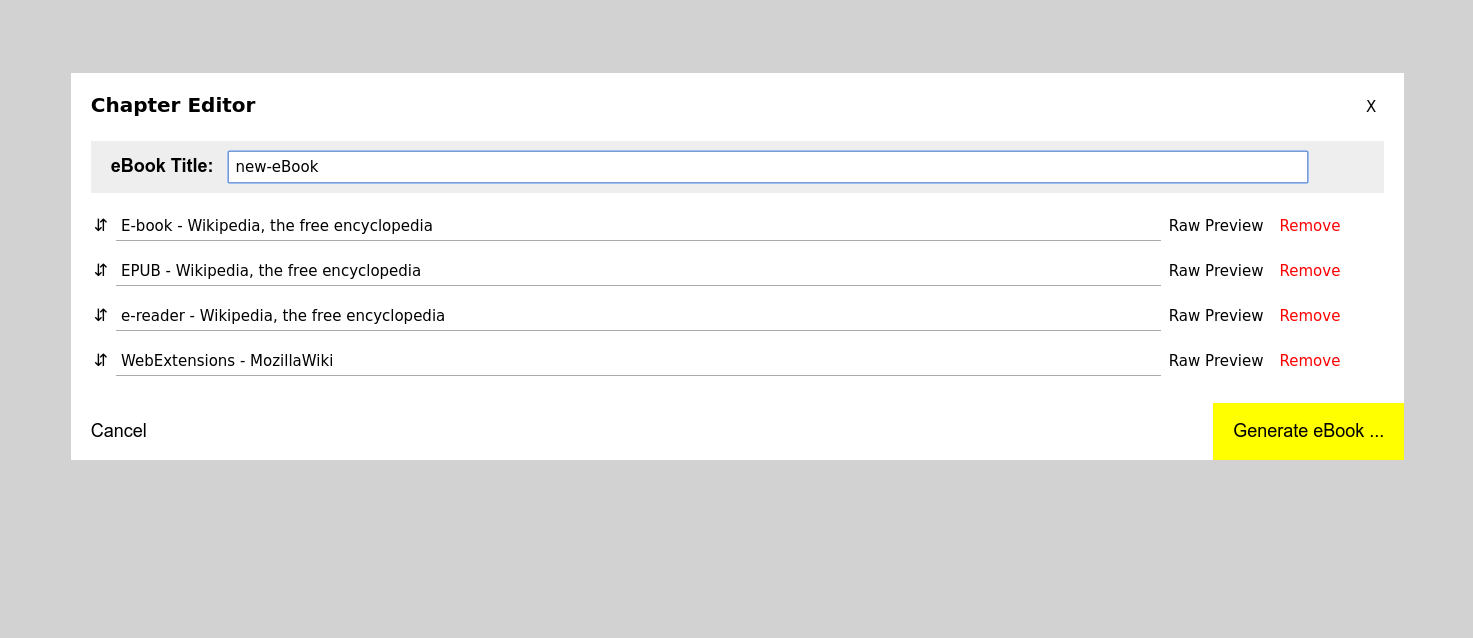 Chapter Editor X
eBook Title: new-eBook
⇵ E-book - Wikipedia, the free encyclopedia Raw Preview Remove
⇵ EPUB - Wikipedia, the free encyclopedia Raw Preview Remove
⇵ e-reader - Wikipedia, the free encyclopedia Raw Preview Remove
⇵ WebExtensions - MozillaWiki Raw Preview Remove
Cancel Generate eBook ...